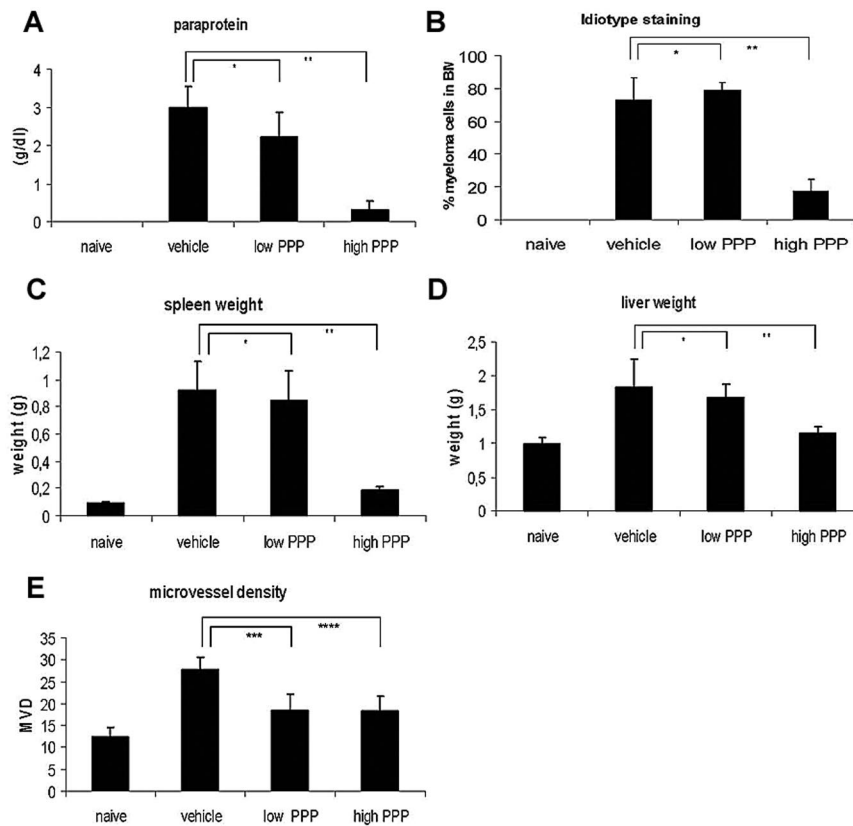 A
paraprotein
' ''
4
3
2
1
0
(g/dl)
naive vehicle low PPP high PPP
B
Idiotype staining
* **
100
80
60
40
20
0
% myeloma cells in BM
naive vehicle low PPP high PPP
C
spleen weight
' ''
1,2
1
0,8
0,6
0,4
0,2
0
weight (g)
naive vehicle low PPP high PPP
D
liver weight
' ''
2,5
2
1,5
1
0,5
0
weight (g)
naive vehicle low PPP high PPP
E
microvessel density
*** ****
35
30
25
20
15
10
5
0
MVD
naive vehicle low PPP high PPP